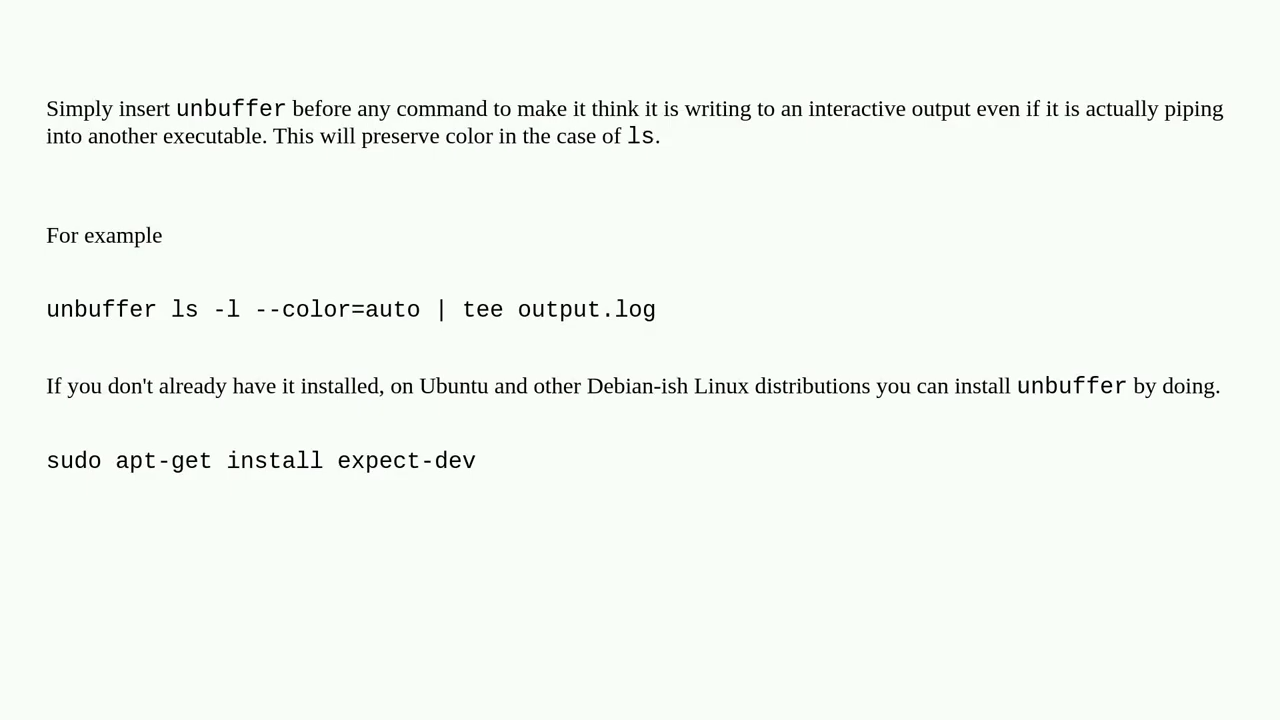 Simply insert unbuffer before any command to make it think it is writing to an interactive output even if it is actually piping
into another executable. This will preserve color in the case of ls.
For example
unbuffer ls -l --color=auto | tee output.log
If you don't already have it installed, on Ubuntu and other Debian-ish Linux distributions you can install unbuffer by doing.
sudo apt-get install expect-dev